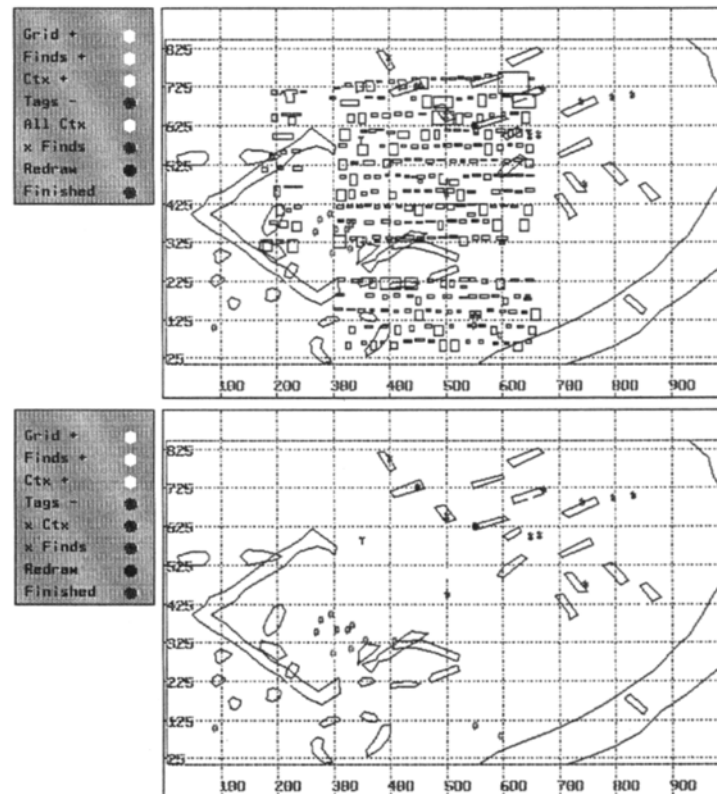 Grid +
Finds +
Ctx +
Tags -
All Ctx
x Finds
Redraw
Finished
825
725
625
525
425
325
225
125
25
100 200 300 400 500 600 700 800 900
Grid +
Finds +
Ctx +
Tags -
x Ctx
x Finds
Redraw
Finished
825
725
625
T
525
425
325
225
125
25
100 200 300 400 500 600 700 800 900